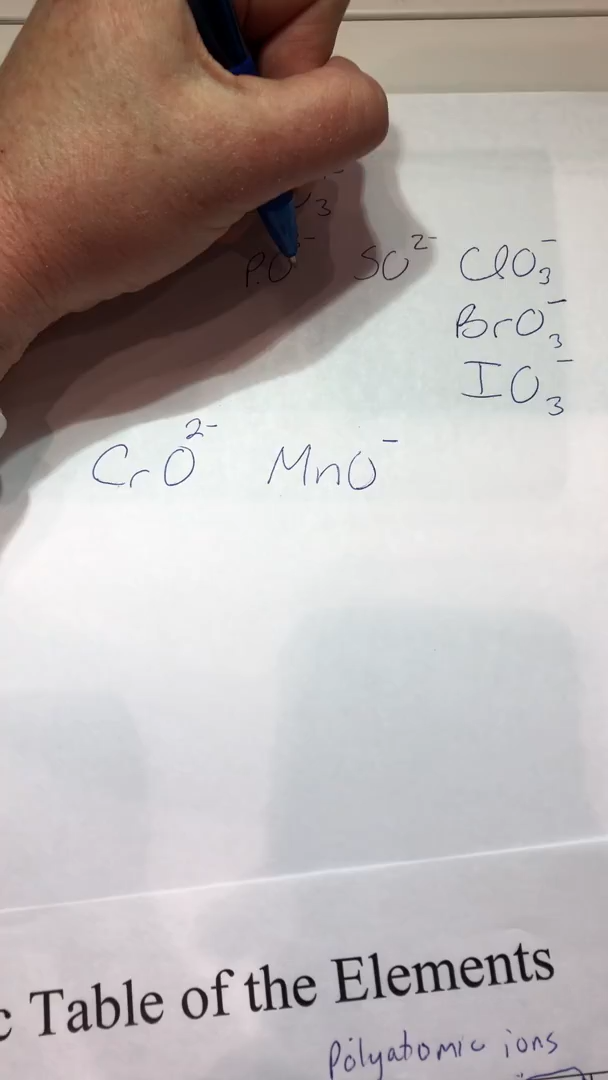 PO SO²⁻ ClO₃⁻
BrO₃⁻
IO₃⁻
CrO²⁻ MnO⁻
Table of the Elements
Polyatomic ions